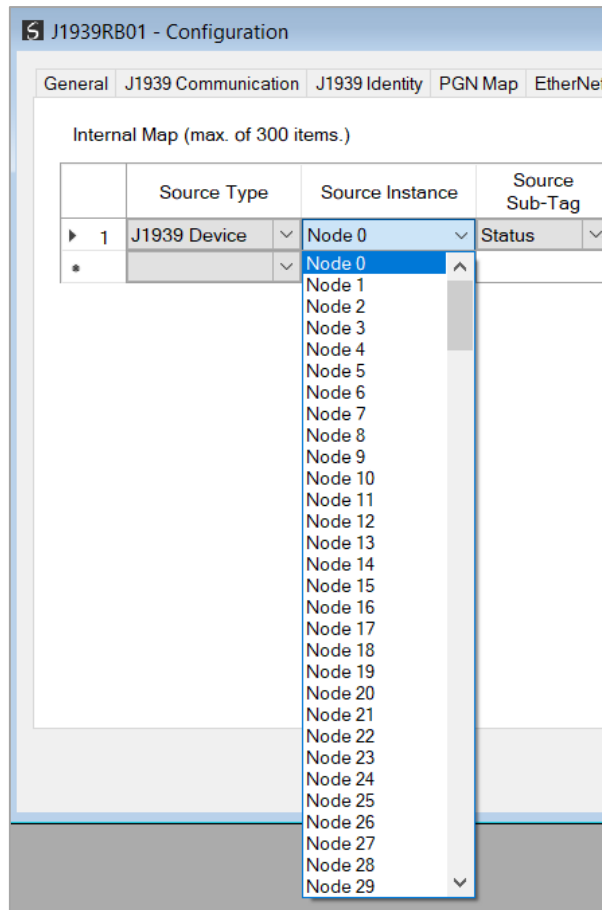 J1939RB01 - Configuration
General J1939 Communication J1939 Identity PGN Map EtherNe
Internal Map (max. of 300 items.)
Source Type Source Instance Source Sub-Tag
1 J1939 Device Node 0 Status
Node 0
Node 1
Node 2
Node 3
Node 4
Node 5
Node 6
Node 7
Node 8
Node 9
Node 10
Node 11
Node 12
Node 13
Node 14
Node 15
Node 16
Node 17
Node 18
Node 19
Node 20
Node 21
Node 22
Node 23
Node 24
Node 25
Node 26
Node 27
Node 28
Node 29